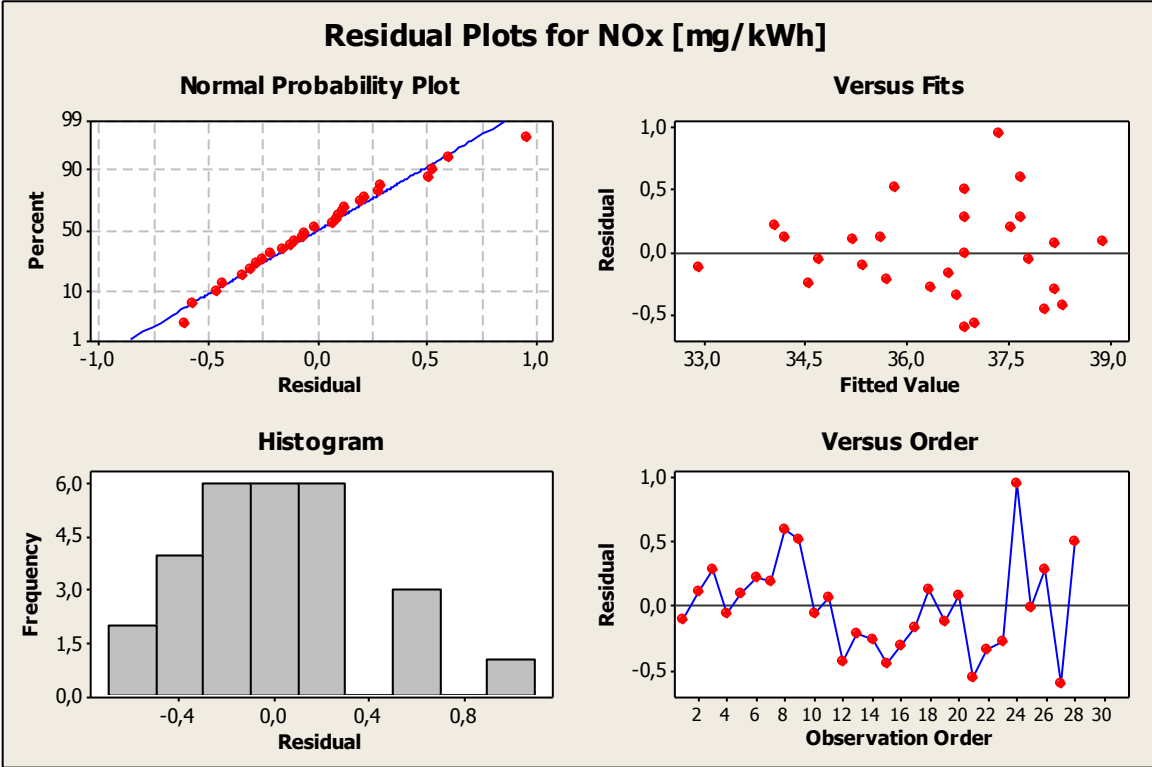 Residual Plots for NOx [mg/kWh]
Normal Probability Plot
Percent
99
90
50
10
1
-1,0 -0,5 0,0 0,5 1,0
Residual
Versus Fits
Residual
1,0
0,5
0,0
-0,5
33,0 34,5 36,0 37,5 39,0
Fitted Value
Histogram
Frequency
6,0
4,5
3,0
1,5
0,0
-0,4 0,0 0,4 0,8
Residual
Versus Order
Residual
1,0
0,5
0,0
-0,5
2 4 6 8 10 12 14 16 18 20 22 24 26 28 30
Observation Order